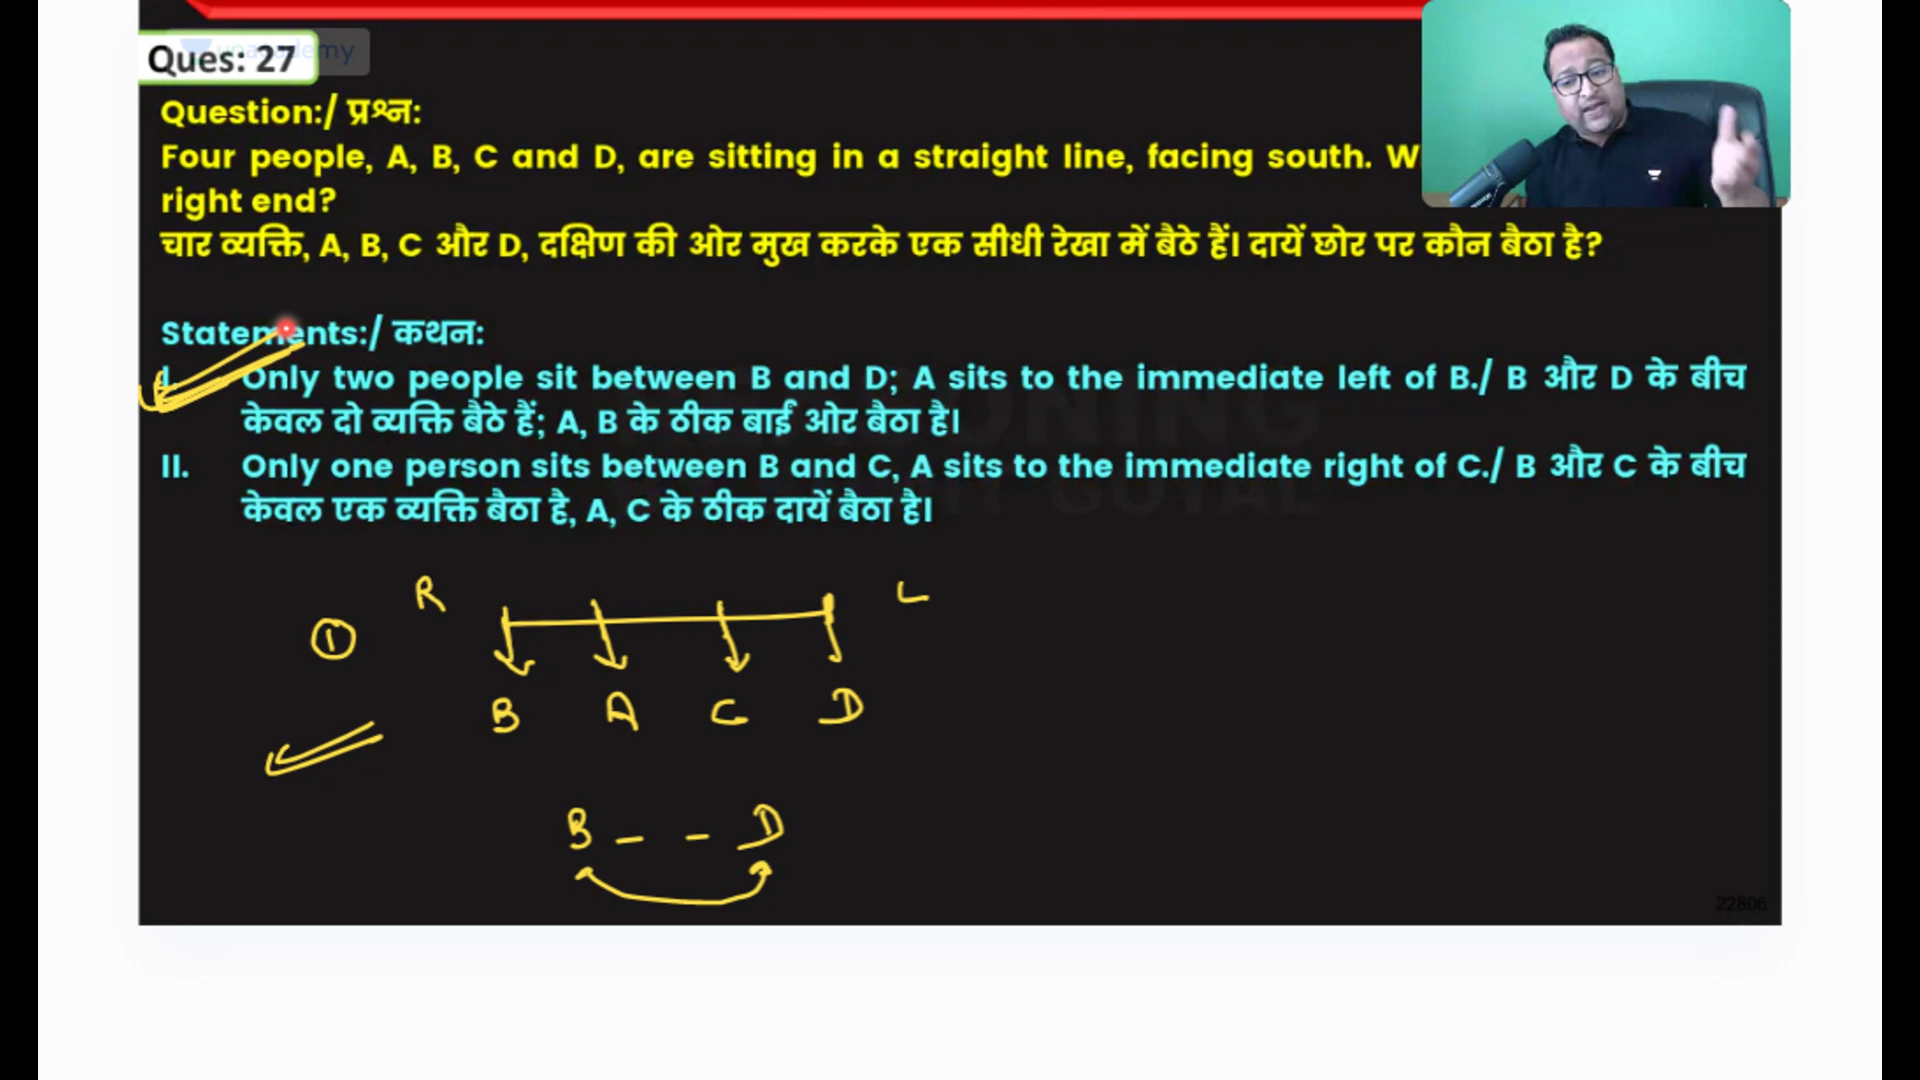 Ques: 27
Question:/ प्रश्न:
Four people, A, B, C and D, are sitting in a straight line, facing south. W
right end?
चार व्यक्ति, A, B, C और D, दक्षिण की ओर मुख करके एक सीधी रेखा में बैठे हैं। दायें छोर पर कौन बैठा है?
Statements:/ कथन:
I. Only two people sit between B and D; A sits to the immediate left of B./ B और D के बीच
केवल दो व्यक्ति बैठे हैं; A, B के ठीक बाईं ओर बैठा है।
II. Only one person sits between B and C, A sits to the immediate right of C./ B और C के बीच
केवल एक व्यक्ति बैठा है, A, C के ठीक दायें बैठा है।
R L
1
B A C D
B – – D
22806